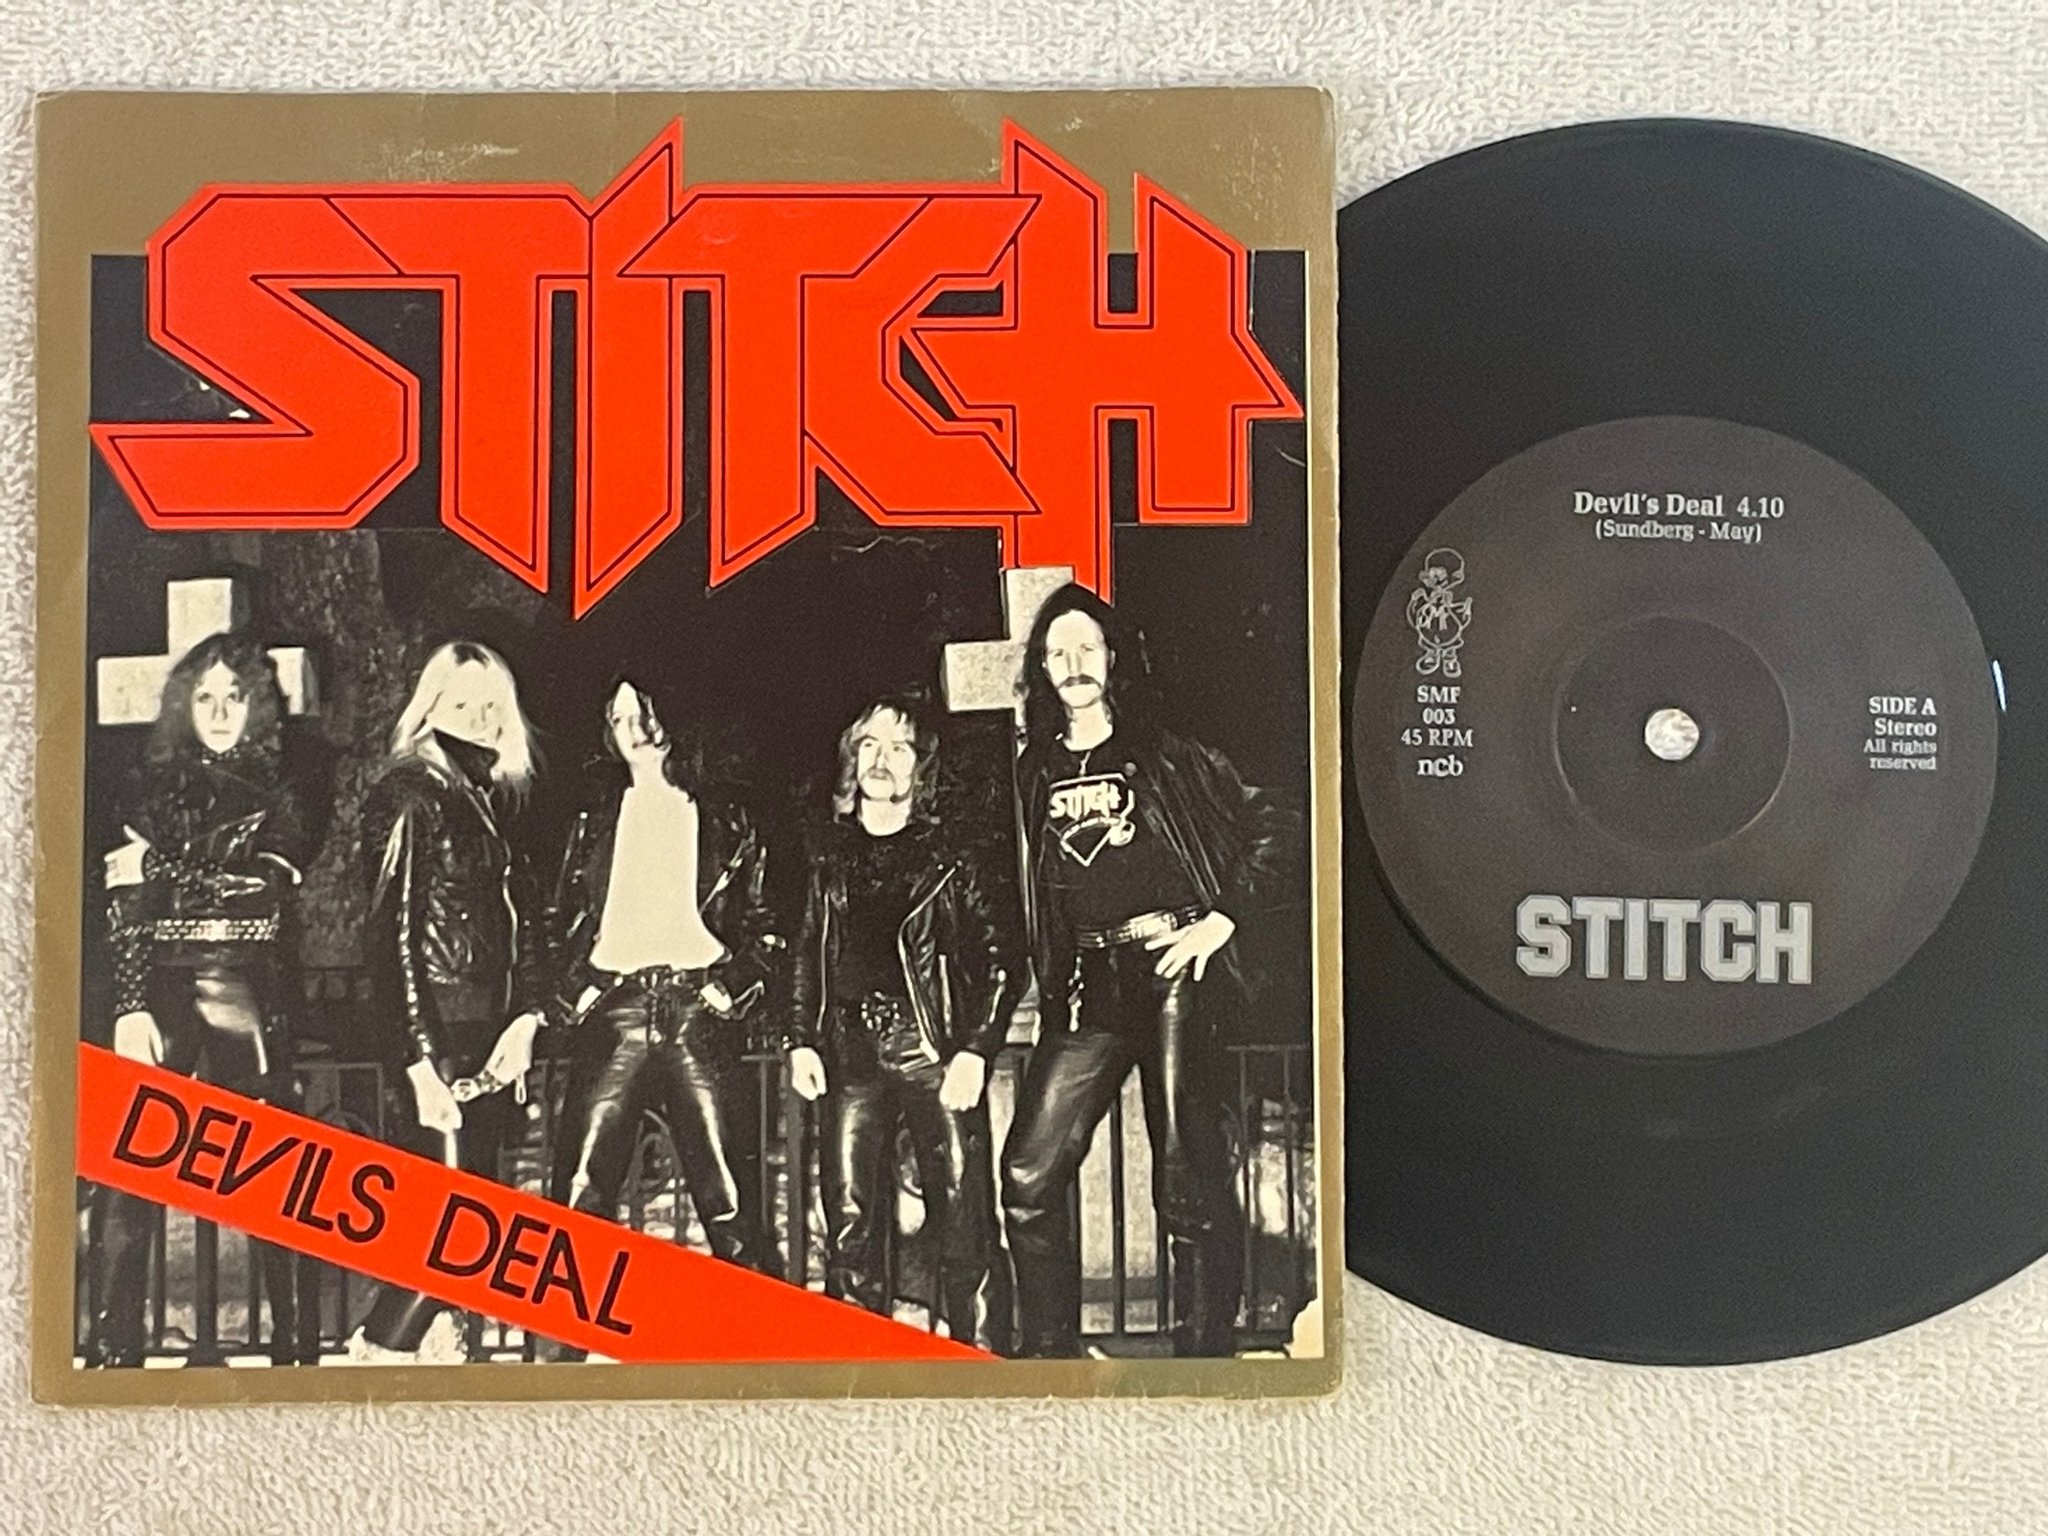 STITCH
STITCH
DEVILS DEAL
Devil's Deal 4.10
(Sundberg - May)
SMF
003
45 RPM
ncb
SIDE A
Stereo
All rights
reserved
STITCH